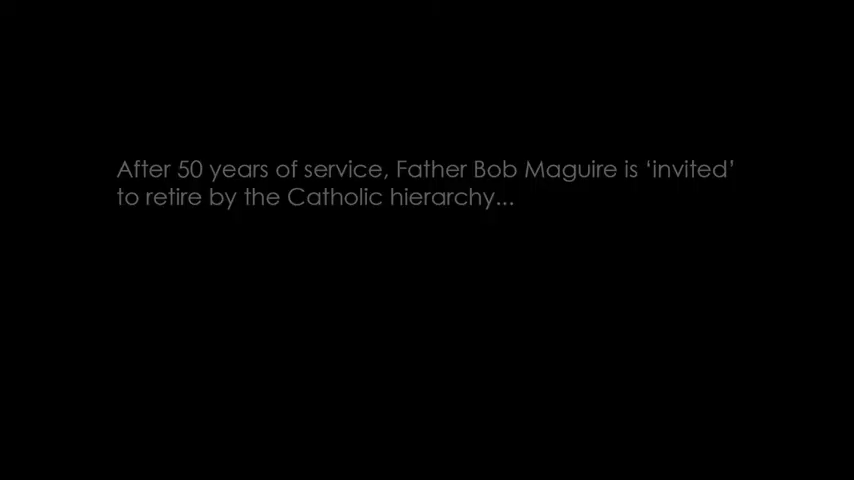 After 50 years of service, Father Bob Maguire is ‘invited’
to retire by the Catholic hierarchy...